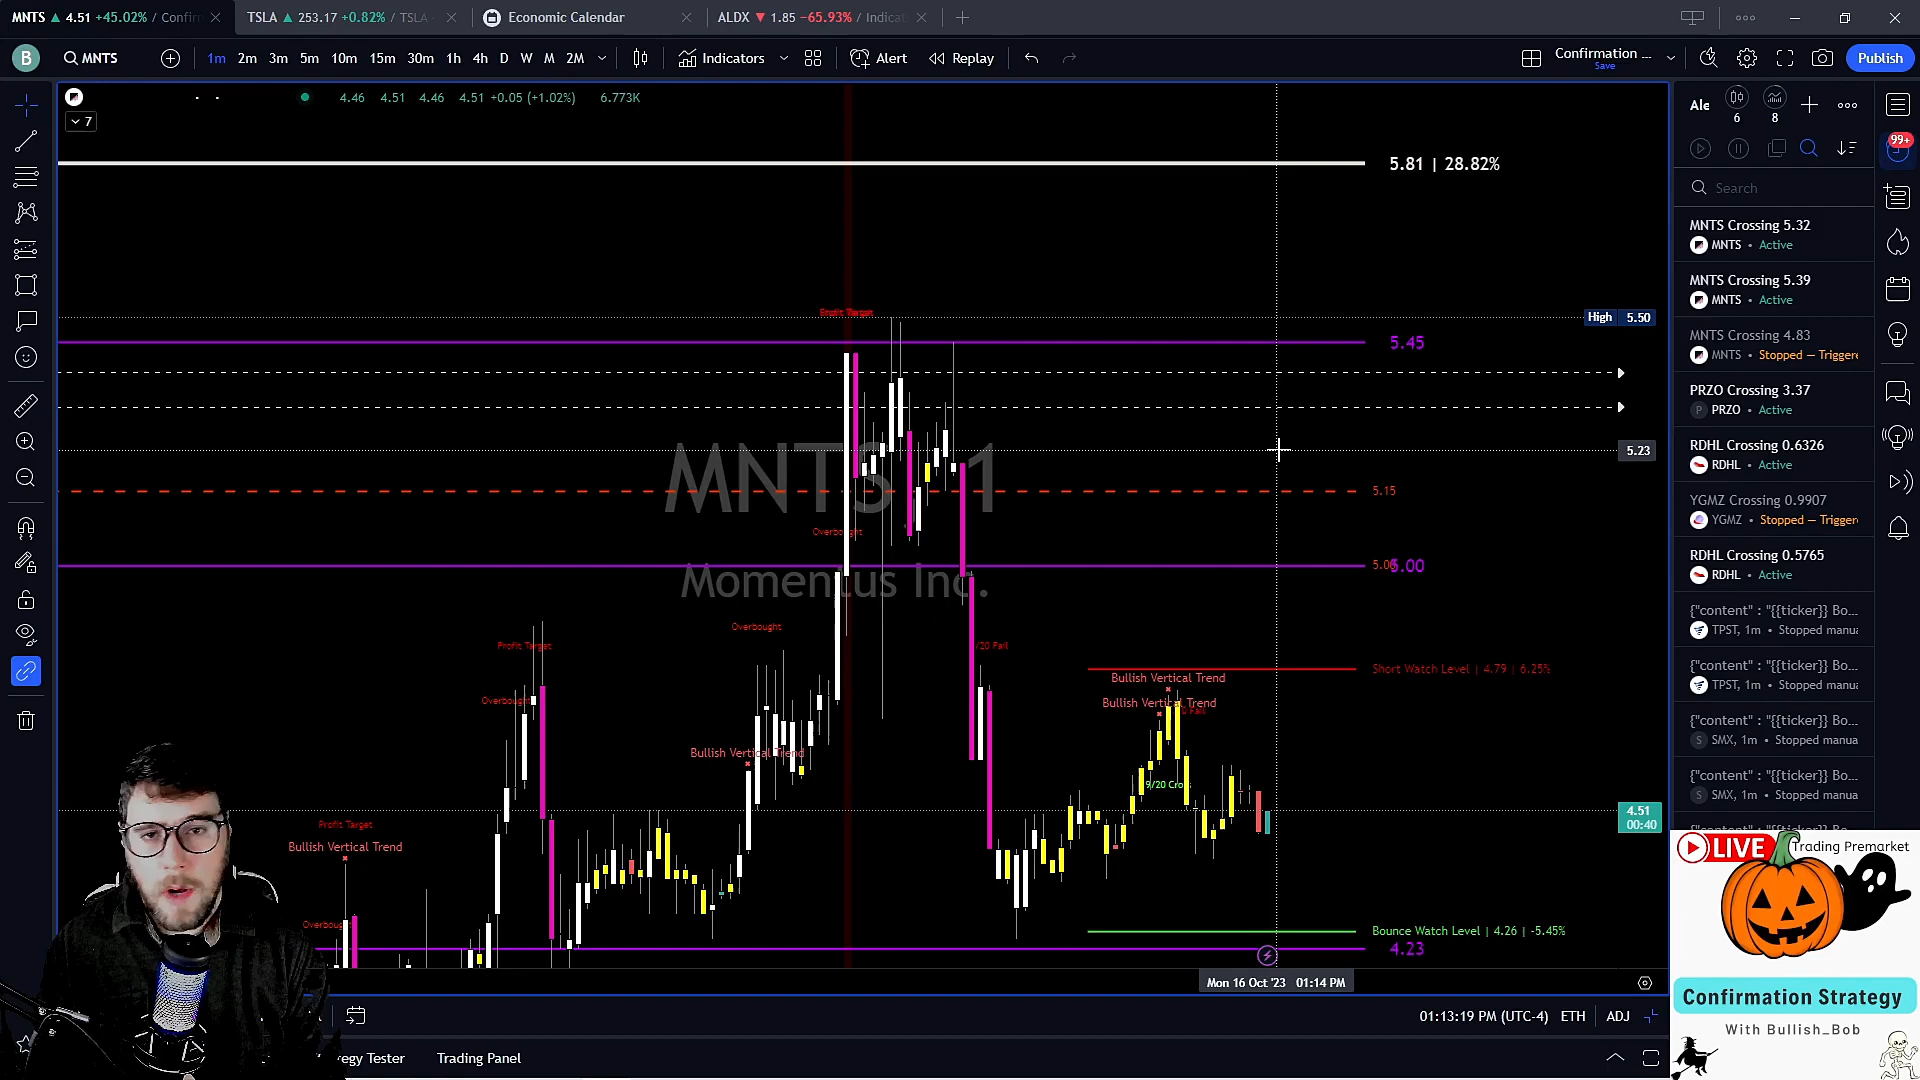 MNTS ▲ 4.51 +45.02% / Confir
TSLA ▲ 253.17 +0.82% / TSLA
Economic Calendar
ALDX ▼ 1.85 −65.93% / Indica
B
MNTS
1m 2m 3m 5m 10m 15m 30m 1h 4h D W M 2M
Indicators
Alert
Replay
Confirmation ...
Save
Publish
4.46 4.51 4.46 4.51 +0.05 (+1.02%) 6.773K
7
5.81 | 28.82%
High 5.50
5.45
5.23
5.15
5.00
MNTS, 1
Momentus Inc.
Overbought
Overbought
Profit Target
Overbought
/20 Fail
Short Watch Level | 4.79 | 6.25%
Bullish Vertical Trend
Bullish Vertical Trend
Bullish Vertical Trend
9/20 Cro
4.51
00:40
Profit Target
Bullish Vertical Trend
Overbough
Bounce Watch Level | 4.26 | -5.45%
4.23
Mon 16 Oct '23 01:14 PM
01:13:19 PM (UTC-4) ETH ADJ
egy Tester
Trading Panel
Ale
6
8
99+
Search
MNTS Crossing 5.32
MNTS • Active
MNTS Crossing 5.39
MNTS • Active
MNTS Crossing 4.83
MNTS • Stopped — Triggere
PRZO Crossing 3.37
P PRZO • Active
RDHL Crossing 0.6326
RDHL • Active
YGMZ Crossing 0.9907
YGMZ • Stopped — Trigger
RDHL Crossing 0.5765
RDHL • Active
{"content" : "{{ticker}} Bo...
TPST, 1m • Stopped manua
{"content" : "{{ticker}} Bo...
TPST, 1m • Stopped manua
{"content" : "{{ticker}} Bo...
S SMX, 1m • Stopped manua
{"content" : "{{ticker}} Bo...
S SMX, 1m • Stopped manua
LIVE
Trading Premarket
Confirmation Strategy
With Bullish_Bob